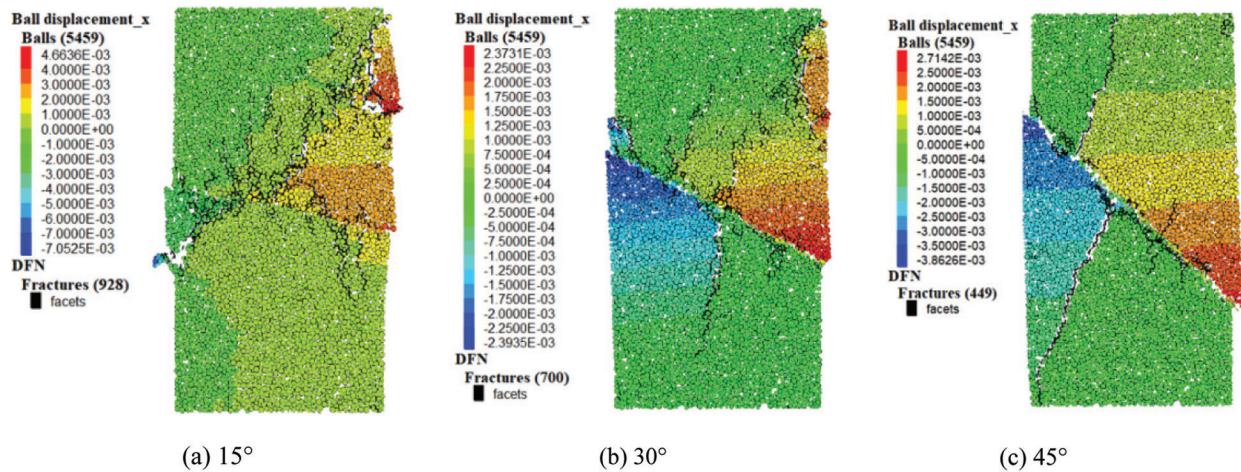 Ball displacement_x
Balls (5459)
4.6636E-03
4.0000E-03
3.0000E-03
2.0000E-03
1.0000E-03
0.0000E+00
-1.0000E-03
-2.0000E-03
-3.0000E-03
-4.0000E-03
-5.0000E-03
-6.0000E-03
-7.0000E-03
-7.0525E-03
DFN
Fractures (928)
facets
(a) 15°
Ball displacement_x
Balls (5459)
2.3731E-03
2.2500E-03
2.0000E-03
1.7500E-03
1.5000E-03
1.2500E-03
1.0000E-03
7.5000E-04
5.0000E-04
2.5000E-04
0.0000E+00
-2.5000E-04
-5.0000E-04
-7.5000E-04
-1.0000E-03
-1.2500E-03
-1.5000E-03
-1.7500E-03
-2.0000E-03
-2.2500E-03
-2.3935E-03
DFN
Fractures (700)
facets
(b) 30°
Ball displacement_x
Balls (5459)
2.7142E-03
2.5000E-03
2.0000E-03
1.5000E-03
1.0000E-03
5.0000E-04
0.0000E+00
-5.0000E-04
-1.0000E-03
-1.5000E-03
-2.0000E-03
-2.5000E-03
-3.0000E-03
-3.5000E-03
-3.8626E-03
DFN
Fractures (449)
facets
(c) 45°